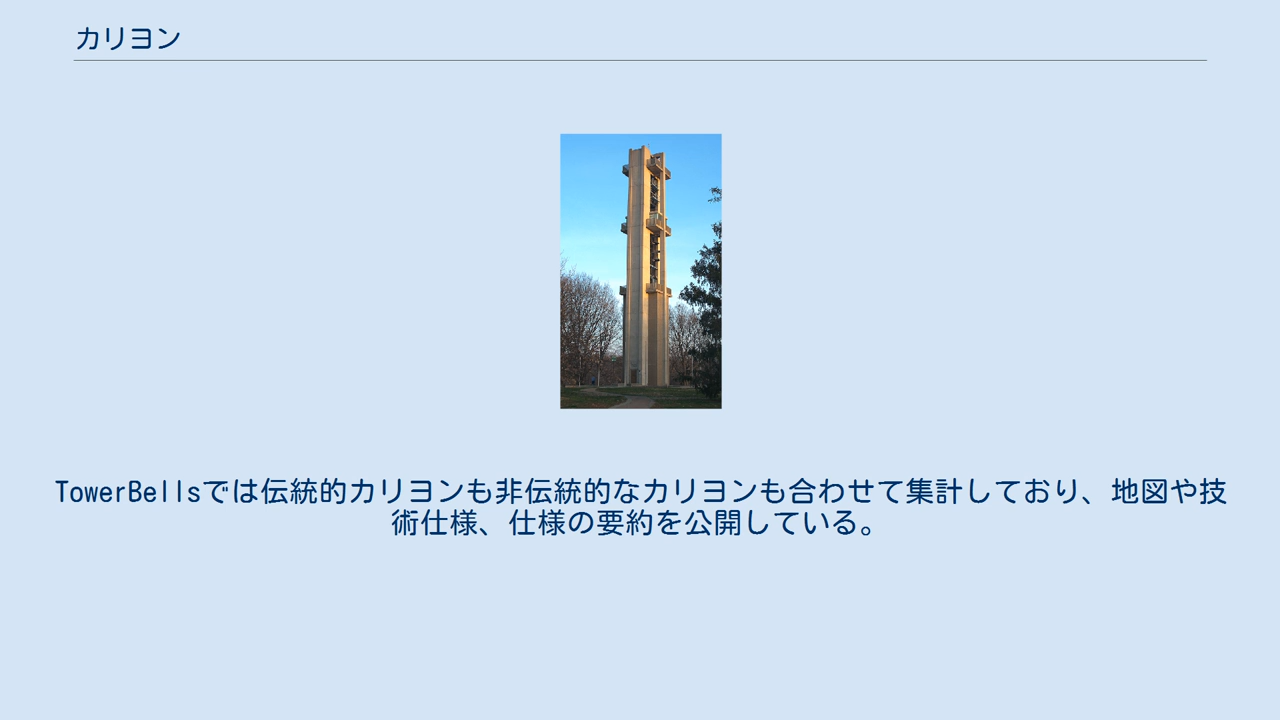 カリヨン
TowerBellsでは伝統的カリヨンも非伝統的なカリヨンも合わせて集計しており、地図や技
術仕様、仕様の要約を公開している。